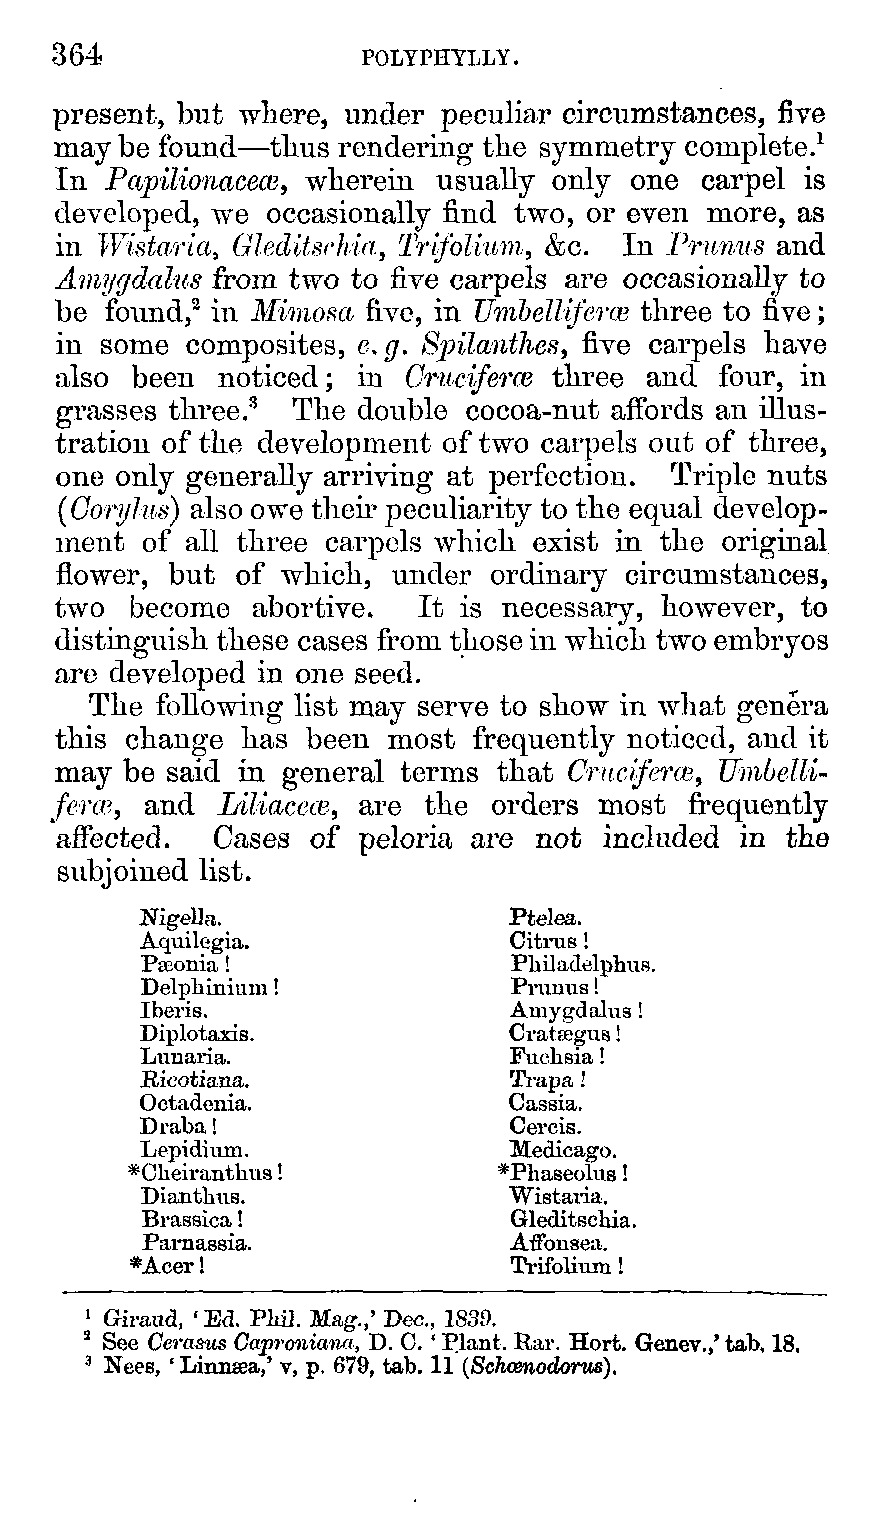 364 POLYPHYLLY.
present, but where, under peculiar circumstances, five
may be found—thus rendering the symmetry complete.¹
In Papilionaceæ, wherein usually only one carpel is
developed, we occasionally find two, or even more, as
in Wistaria, Gleditschia, Trifolium, &c. In Prunus and
Amygdalus from two to five carpels are occasionally to
be found,² in Mimosa five, in Umbelliferæ three to five;
in some composites, e.g. Spilanthes, five carpels have
also been noticed; in Cruciferæ three and four, in
grasses three.³ The double cocoa-nut affords an illus-
tration of the development of two carpels out of three,
one only generally arriving at perfection. Triple nuts
(Corylus) also owe their peculiarity to the equal develop-
ment of all three carpels which exist in the original
flower, but of which, under ordinary circumstances,
two become abortive. It is necessary, however, to
distinguish these cases from those in which two embryos
are developed in one seed.
The following list may serve to show in what genera
this change has been most frequently noticed, and it
may be said in general terms that Cruciferæ, Umbelli-
feræ, and Liliaceæ, are the orders most frequently
affected. Cases of peloria are not included in the
subjoined list.
Nigella.
Aquilegia.
Pæonia!
Delphinium!
Iberis.
Diplotaxis.
Lunaria.
Ricotiana.
Octadenia.
Draba!
Lepidium.
*Cheiranthus!
Dianthus.
Brassica!
Parnassia.
*Acer!
Ptelea.
Citrus!
Philadelphus.
Prunus!
Amygdalus!
Cratægus!
Fuchsia!
Trapa!
Cassia.
Cercis.
Medicago.
*Phaseolus!
Wistaria.
Gleditschia.
Affonsea.
Trifolium!
¹ Giraud, 'Ed. Phil. Mag.,' Dec., 1839.
² See Cerasus Caproniana, D. C. 'Plant. Rar. Hort. Genev.,' tab. 18.
³ Nees, 'Linnæa,' v, p. 679, tab. 11 (Schœnodorus).